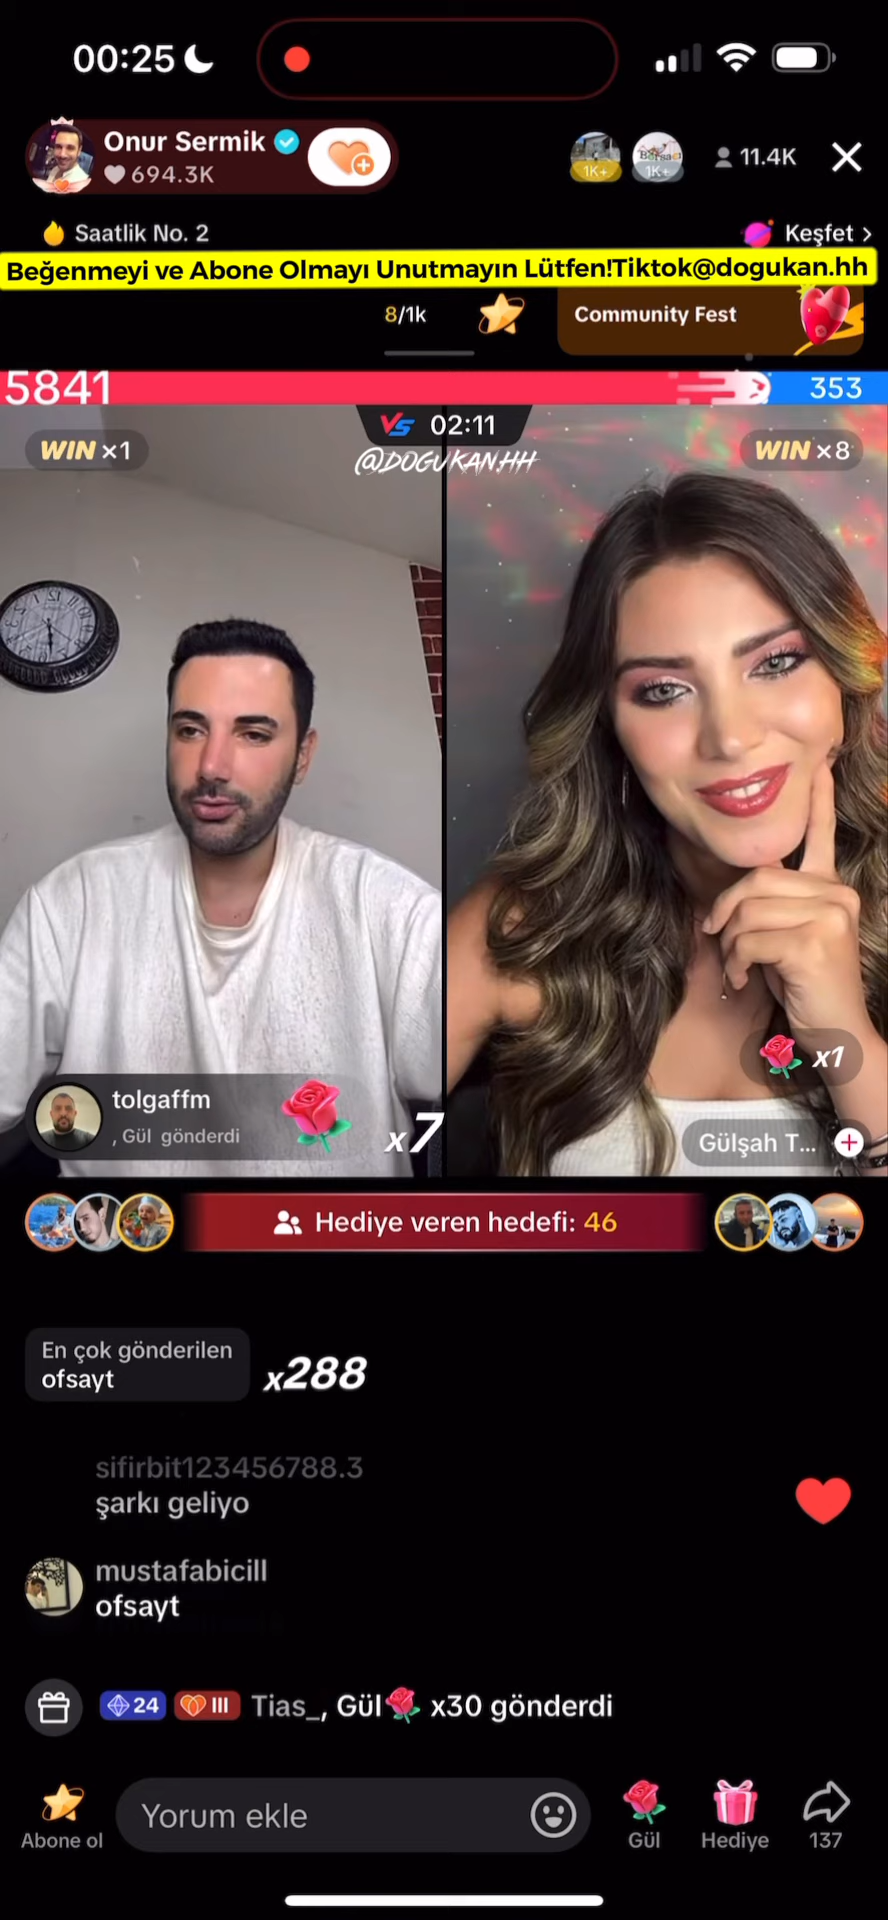 00:25
Onur Sermik
694.3K
1K+
1K+
11.4K
Saatlik No. 2
Keşfet >
Beğenmeyi ve Abone Olmayı Unutmayın Lütfen!Tiktok@dogukan.hh
8/1k
Community Fest
5841
353
VS 02:11
WIN x1
WIN x8
@DOGUKAN.HH
x1
tolgaffm
, Gül gönderdi
x7
Gülşah T...
Hediye veren hedefi: 46
En çok gönderilen
ofsayt
x288
sifirbit123456788.3
şarkı geliyo
mustafabicill
ofsayt
24 III Tias_, Gül x30 gönderdi
Yorum ekle
Abone ol
Gül
Hediye
137